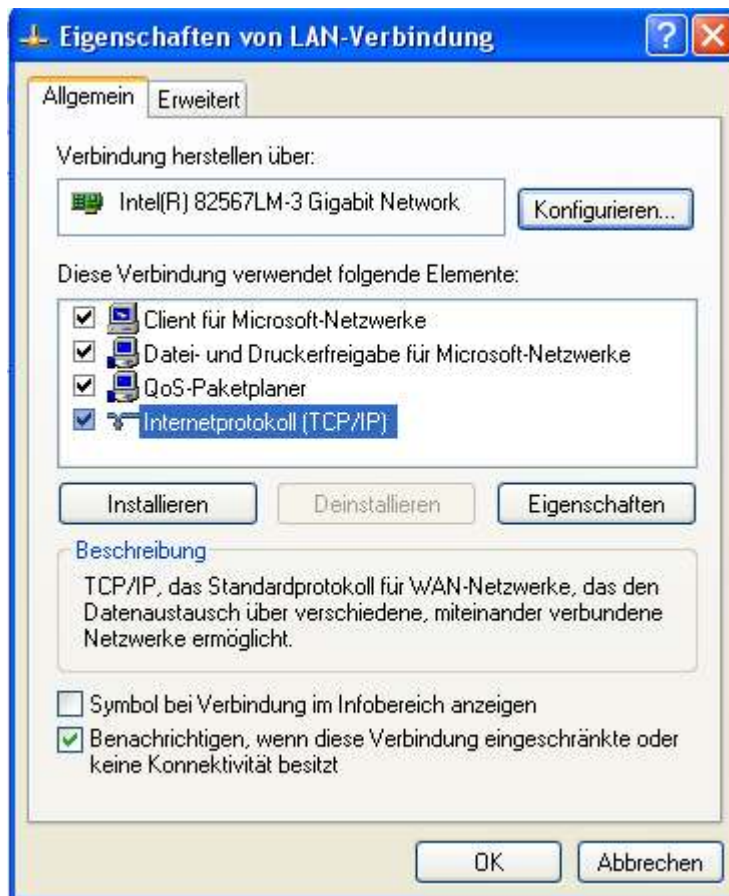 Eigenschaften von LAN-Verbindung
Allgemein
Erweitert
Verbindung herstellen über:
Intel(R) 82567LM-3 Gigabit Network
Konfigurieren...
Diese Verbindung verwendet folgende Elemente:
Client für Microsoft-Netzwerke
Datei- und Druckerfreigabe für Microsoft-Netzwerke
QoS-Paketplaner
Internetprotokoll (TCP/IP)
Installieren
Deinstallieren
Eigenschaften
Beschreibung
TCP/IP, das Standardprotokoll für WAN-Netzwerke, das den
Datenaustausch über verschiedene, miteinander verbundene
Netzwerke ermöglicht.
Symbol bei Verbindung im Infobereich anzeigen
Benachrichtigen, wenn diese Verbindung eingeschränkte oder
keine Konnektivität besitzt
OK
Abbrechen